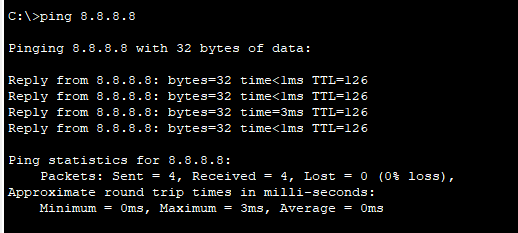 C:\>ping 8.8.8.8
Pinging 8.8.8.8 with 32 bytes of data:
Reply from 8.8.8.8: bytes=32 time<1ms TTL=126
Reply from 8.8.8.8: bytes=32 time<1ms TTL=126
Reply from 8.8.8.8: bytes=32 time=3ms TTL=126
Reply from 8.8.8.8: bytes=32 time<1ms TTL=126
Ping statistics for 8.8.8.8:
    Packets: Sent = 4, Received = 4, Lost = 0 (0% loss),
Approximate round trip times in milli-seconds:
    Minimum = 0ms, Maximum = 3ms, Average = 0ms